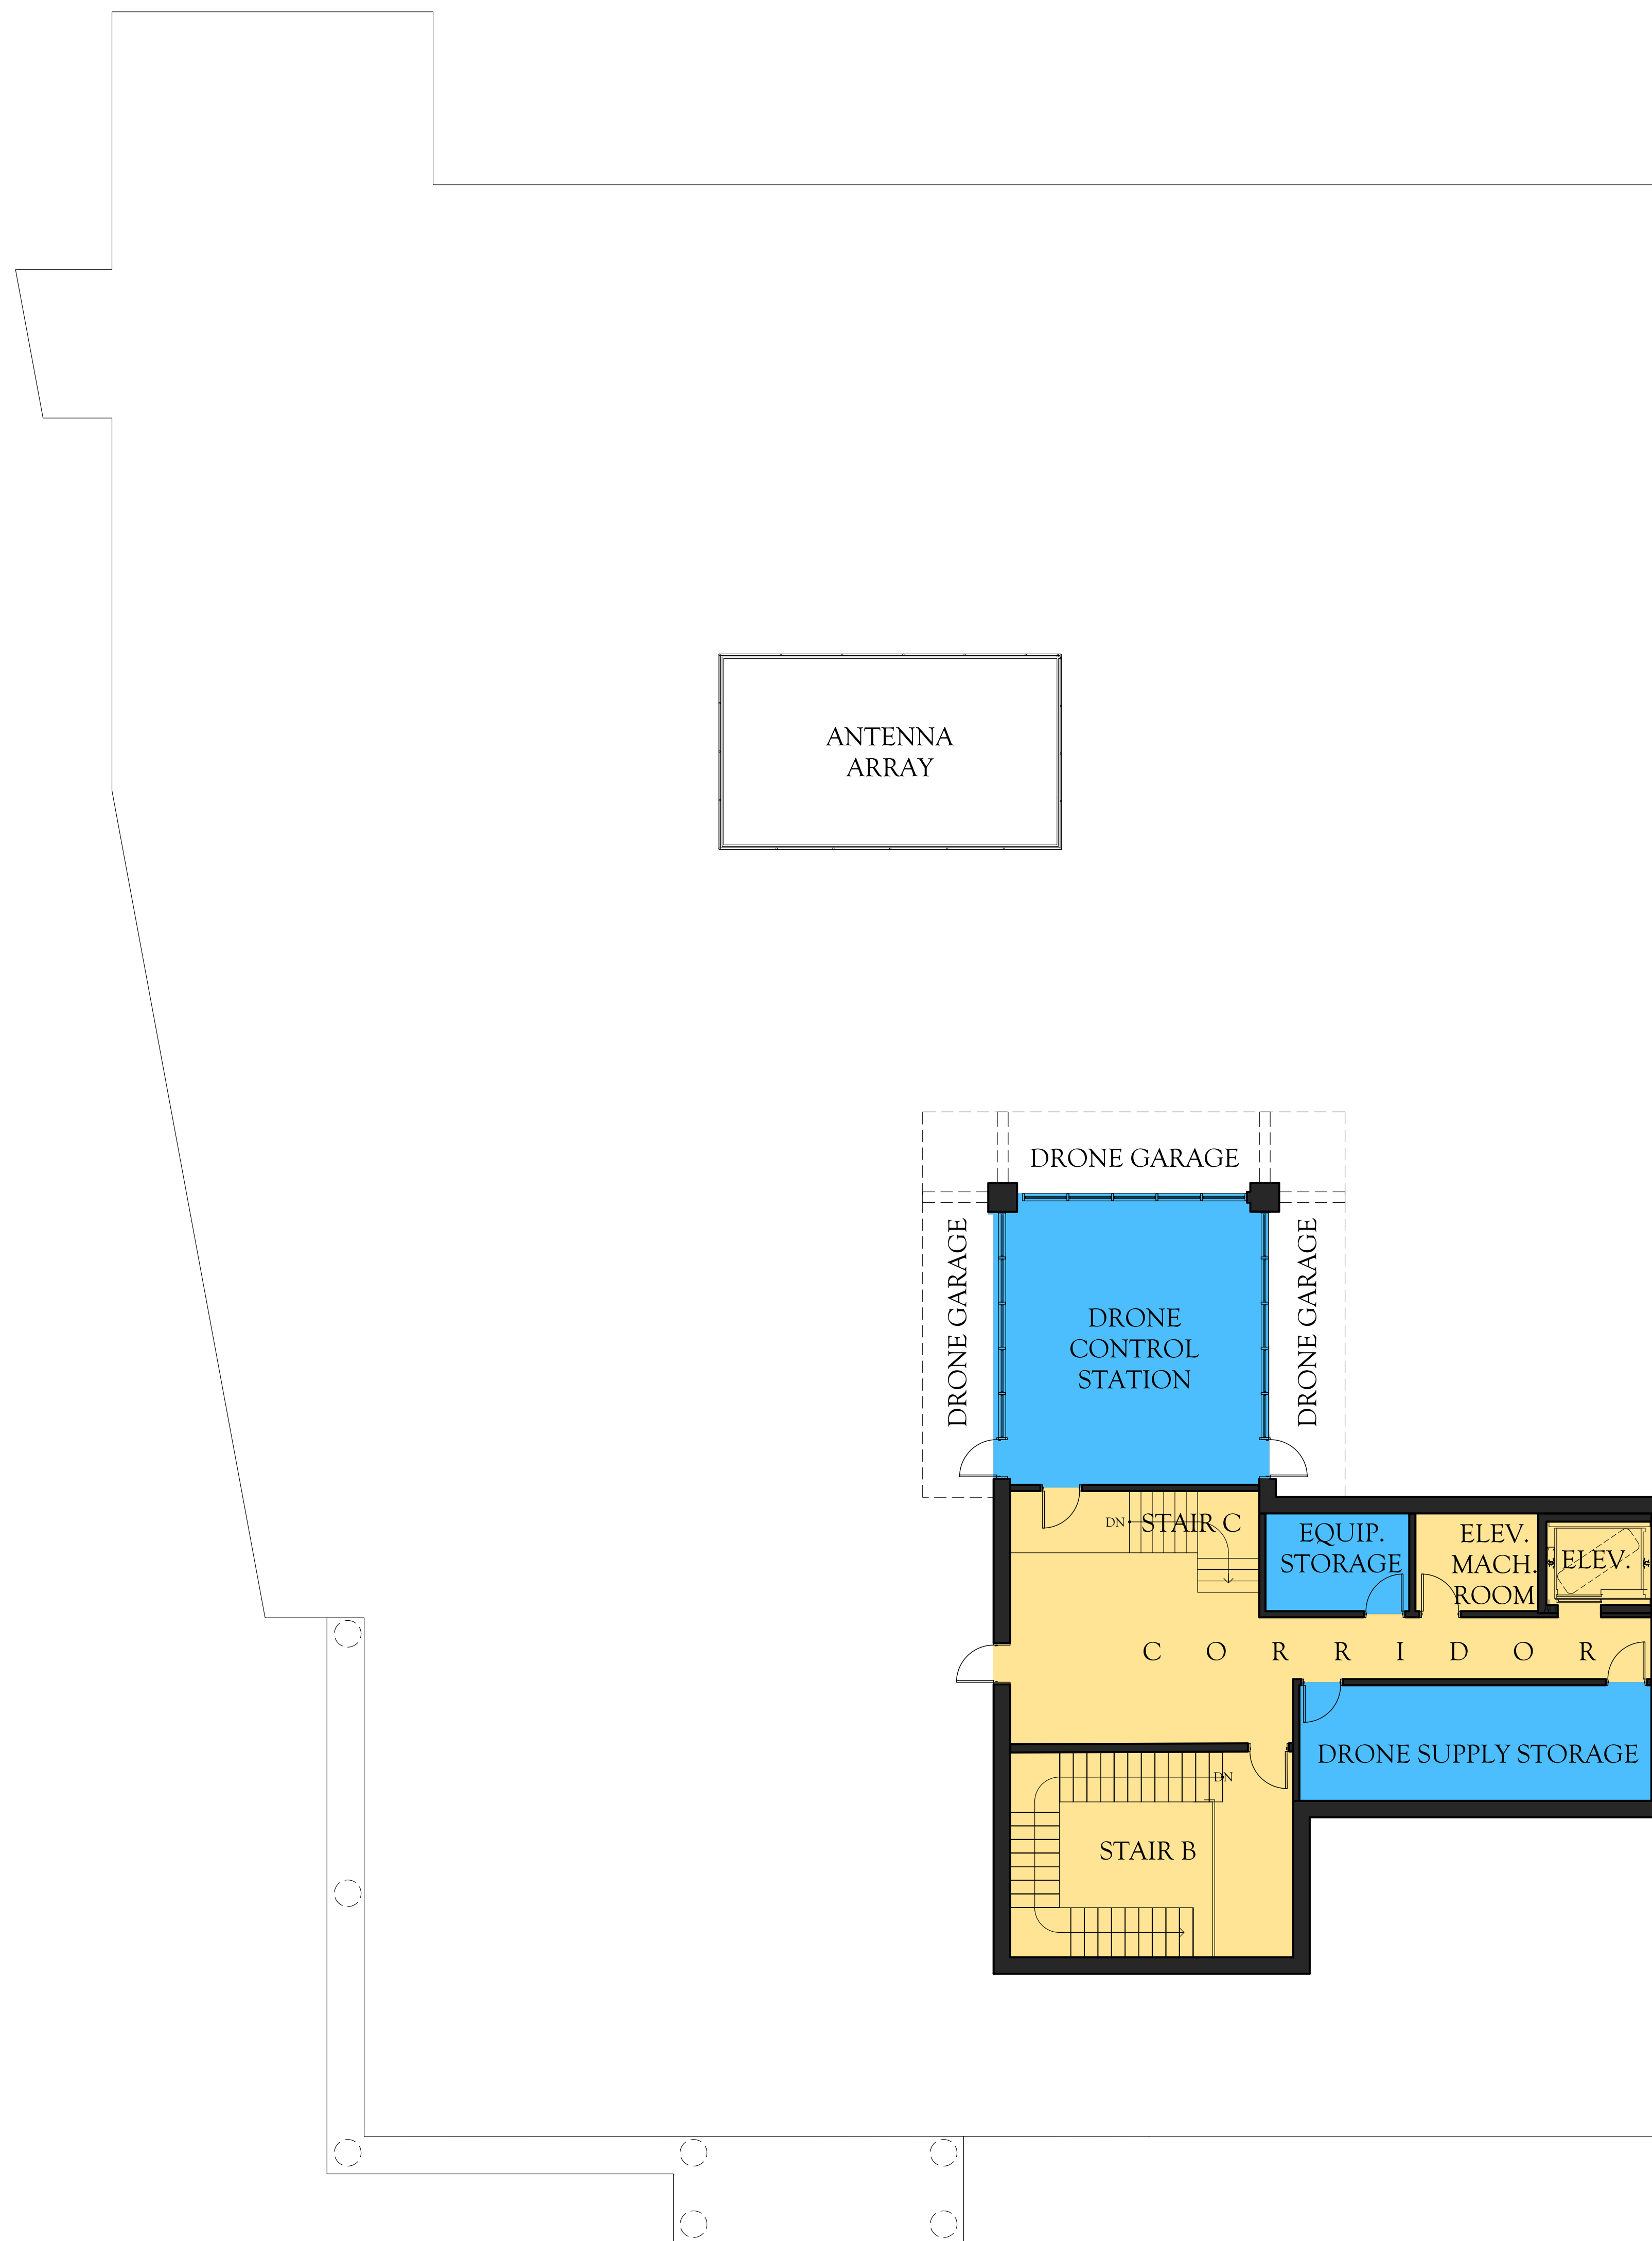 ANTENNA
ARRAY
DRONE GARAGE
DRONE GARAGE
DRONE GARAGE
DRONE
CONTROL
STATION
DN
STAIR C
EQUIP.
STORAGE
ELEV.
MACH.
ROOM
ELEV.
CORRIDOR
DRONE SUPPLY STORAGE
DN
STAIR B